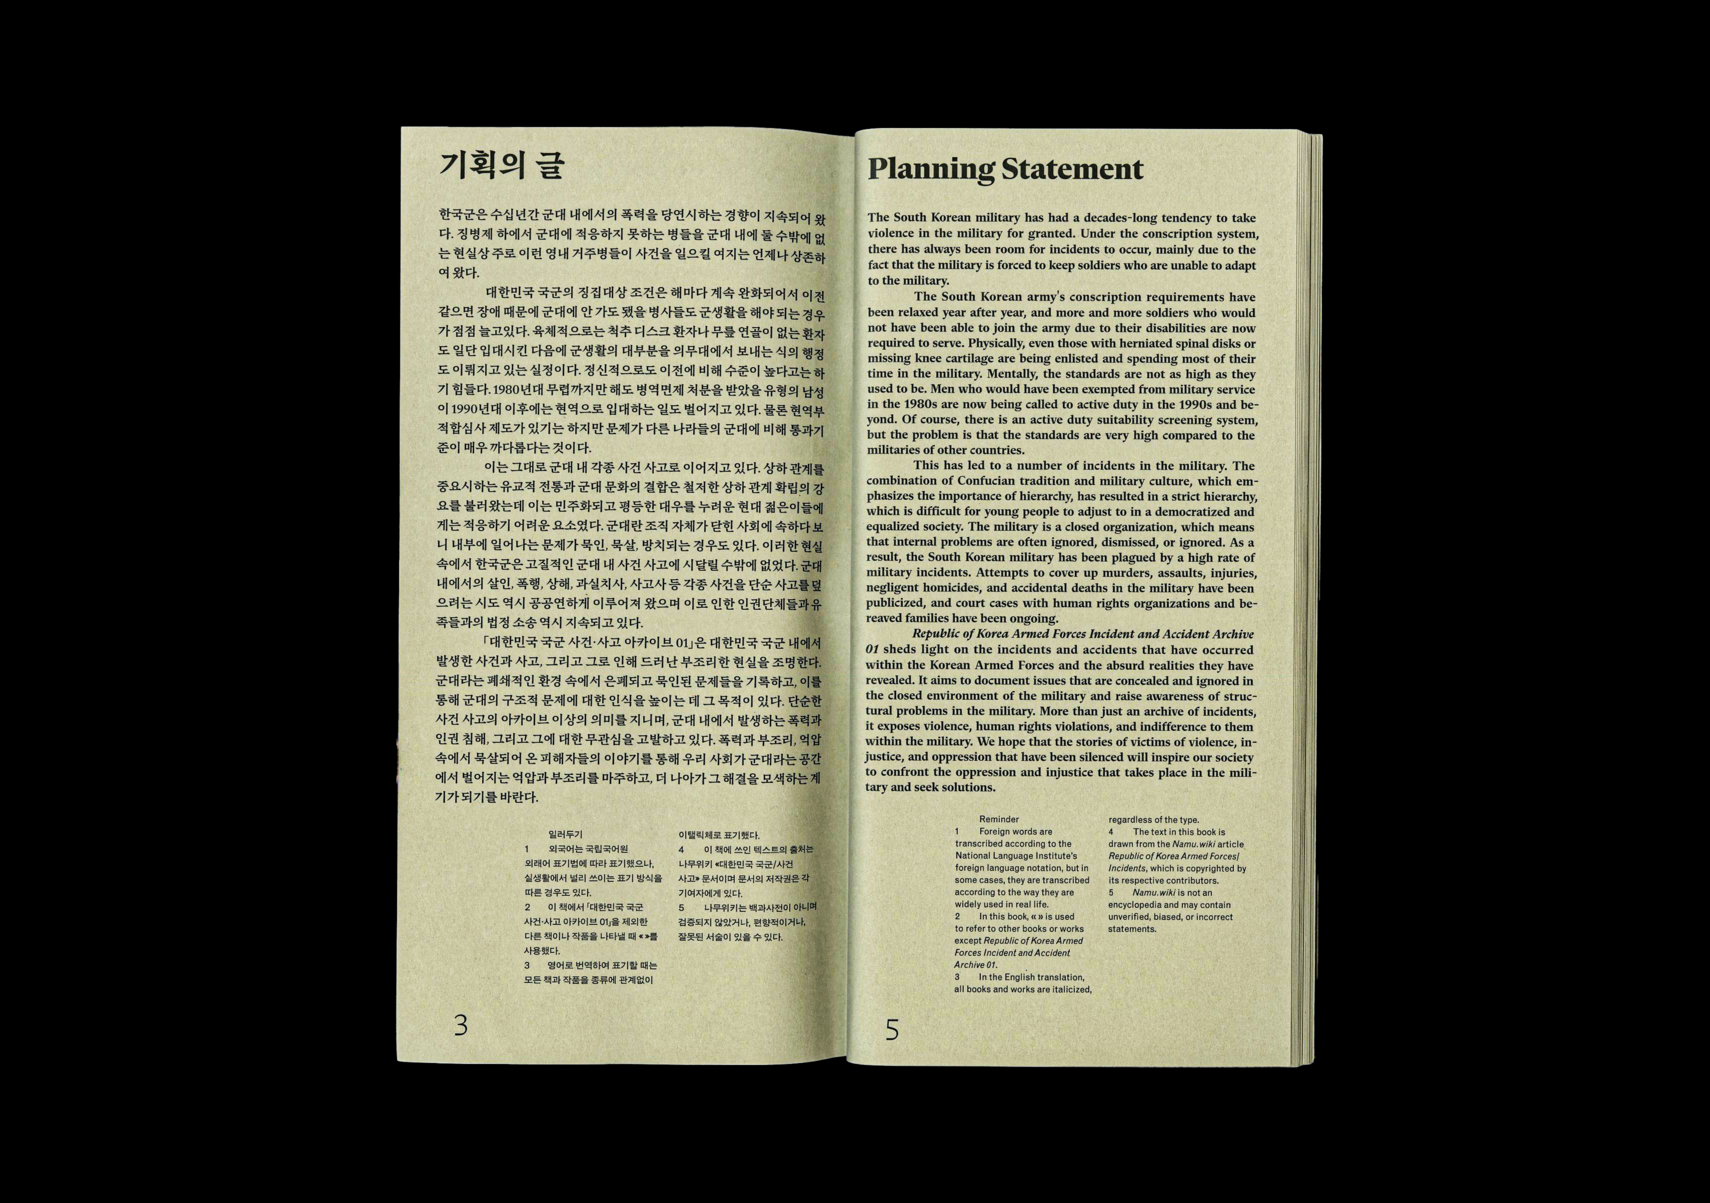 기획의 글
한국군은 수십년간 군대 내에서의 폭력을 당연시하는 경향이 지속되어 왔
다. 징병제 하에서 군대에 적응하지 못하는 병들을 군대 내에 둘 수밖에 없
는 현실상 주로 이런 영내 거주병들이 사건을 일으킬 여지는 언제나 상존하
여 왔다.
대한민국 국군의 징집대상 조건은 해마다 계속 완화되어서 이전
같으면 장애 때문에 군대에 안 가도 됐을 병사들도 군생활을 해야 되는 경우
가 점점 늘고있다. 육체적으로는 척추 디스크 환자나 무릎 연골이 없는 환자
도 일단 입대시킨 다음에 군생활의 대부분을 의무대에서 보내는 식의 행정
도 이뤄지고 있는 실정이다. 정신적으로도 이전에 비해 수준이 높다고는 하
기 힘들다. 1980년대 무렵까지만 해도 병역면제 처분을 받았을 유형의 남성
이 1990년대 이후에는 현역으로 입대하는 일도 벌어지고 있다. 물론 현역부
적합심사 제도가 있기는 하지만 문제가 다른 나라들의 군대에 비해 통과기
준이 매우 까다롭다는 것이다.
이는 그대로 군대 내 각종 사건 사고로 이어지고 있다. 상하 관계를
중요시하는 유교적 전통과 군대 문화의 결합은 철저한 상하 관계 확립의 강
요를 불러왔는데 이는 민주화되고 평등한 대우를 누려운 현대 젊은이들에
게는 적응하기 어려운 요소였다. 군대란 조직 자체가 닫힌 사회에 속하다 보
니 내부에 일어나는 문제가 묵인, 묵살, 방치되는 경우도 있다. 이러한 현실
속에서 한국군은 고질적인 군대 내 사건 사고에 시달릴 수밖에 없었다. 군대
내에서의 살인, 폭행, 상해, 과실치사, 사고사 등 각종 사건을 단순 사고를 덮
으려는 시도 역시 공공연하게 이루어져 왔으며 이로 인한 인권단체들과 유
족들과의 법정 소송 역시 지속되고 있다.
「대한민국 국군 사건·사고 아카이브 01」은 대한민국 국군 내에서
발생한 사건과 사고, 그리고 그로 인해 드러난 부조리한 현실을 조명한다.
군대라는 폐쇄적인 환경 속에서 은폐되고 묵인된 문제들을 기록하고, 이를
통해 군대의 구조적 문제에 대한 인식을 높이는 데 그 목적이 있다. 단순한
사건 사고의 아카이브 이상의 의미를 지니며, 군대 내에서 발생하는 폭력과
인권 침해, 그리고 그에 대한 무관심을 고발하고 있다. 폭력과 부조리, 억압
속에서 묵살되어 온 피해자들의 이야기를 통해 우리 사회가 군대라는 공간
에서 벌어지는 억압과 부조리를 마주하고, 더 나아가 그 해결을 모색하는 계
기가 되기를 바란다.
일러두기
1 외국어는 국립국어원
외래어 표기법에 따라 표기했으나,
실생활에서 널리 쓰이는 표기 방식을
따른 경우도 있다.
2 이 책에서 「대한민국 국군
사건·사고 아카이브 01」을 제외한
다른 책이나 작품을 나타낼 때 «»를
사용했다.
3 영어로 번역하여 표기할 때는
모든 책과 작품을 종류에 관계없이
이탤릭체로 표기했다.
4 이 책에 쓰인 텍스트의 출처는
나무위키 «대한민국 국군/사건
사고» 문서이며 문서의 저작권은 각
기여자에게 있다.
5 나무위키는 백과사전이 아니며
검증되지 않았거나, 편향적이거나,
잘못된 서술이 있을 수 있다.
3
Planning Statement
The South Korean military has had a decades-long tendency to take
violence in the military for granted. Under the conscription system,
there has always been room for incidents to occur, mainly due to the
fact that the military is forced to keep soldiers who are unable to adapt
to the military.
The South Korean army's conscription requirements have
been relaxed year after year, and more and more soldiers who would
not have been able to join the army due to their disabilities are now
required to serve. Physically, even those with herniated spinal disks or
missing knee cartilage are being enlisted and spending most of their
time in the military. Mentally, the standards are not as high as they
used to be. Men who would have been exempted from military service
in the 1980s are now being called to active duty in the 1990s and be-
yond. Of course, there is an active duty suitability screening system,
but the problem is that the standards are very high compared to the
militaries of other countries.
This has led to a number of incidents in the military. The
combination of Confucian tradition and military culture, which em-
phasizes the importance of hierarchy, has resulted in a strict hierarchy,
which is difficult for young people to adjust to in a democratized and
equalized society. The military is a closed organization, which means
that internal problems are often ignored, dismissed, or ignored. As a
result, the South Korean military has been plagued by a high rate of
military incidents. Attempts to cover up murders, assaults, injuries,
negligent homicides, and accidental deaths in the military have been
publicized, and court cases with human rights organizations and be-
reaved families have been ongoing.
Republic of Korea Armed Forces Incident and Accident Archive
01 sheds light on the incidents and accidents that have occurred
within the Korean Armed Forces and the absurd realities they have
revealed. It aims to document issues that are concealed and ignored in
the closed environment of the military and raise awareness of struc-
tural problems in the military. More than just an archive of incidents,
it exposes violence, human rights violations, and indifference to them
within the military. We hope that the stories of victims of violence, in-
justice, and oppression that have been silenced will inspire our society
to confront the oppression and injustice that takes place in the mili-
tary and seek solutions.
Reminder
1 Foreign words are
transcribed according to the
National Language Institute's
foreign language notation, but in
some cases, they are transcribed
according to the way they are
widely used in real life.
2 In this book, «» is used
to refer to other books or works
except Republic of Korea Armed
Forces Incident and Accident
Archive 01.
3 In the English translation,
all books and works are italicized,
regardless of the type.
4 The text in this book is
drawn from the Namu.wiki article
Republic of Korea Armed Forces/
Incidents, which is copyrighted by
its respective contributors.
5 Namu.wiki is not an
encyclopedia and may contain
unverified, biased, or incorrect
statements.
5